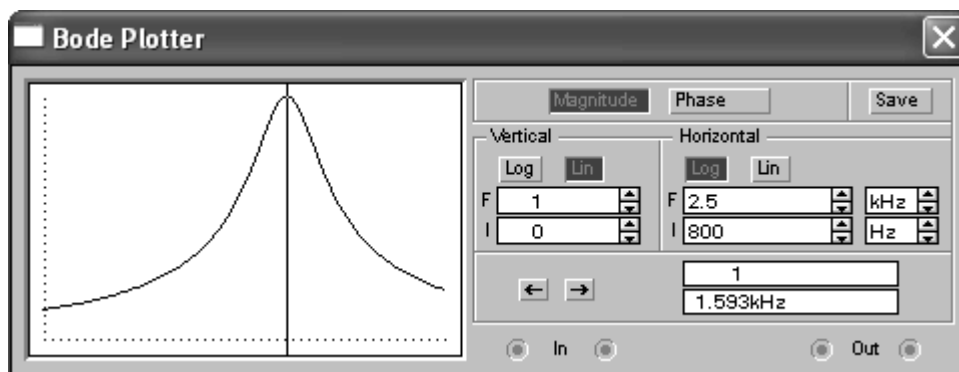 Bode Plotter
Magnitude Phase Save
Vertical Horizontal
Log Lin Log Lin
F 1 F 2.5 kHz
I 0 I 800 Hz
1
1.593kHz
In Out